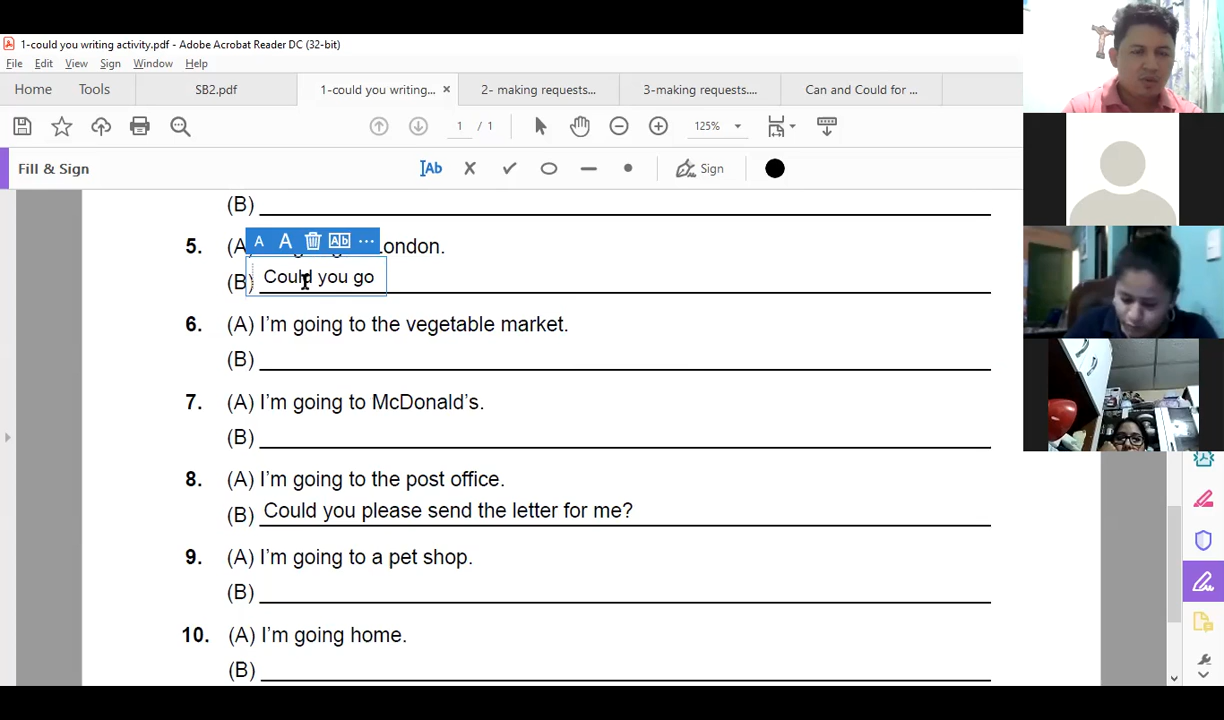 1-could you writing activity.pdf - Adobe Acrobat Reader DC (32-bit)
File Edit View Sign Window Help
Home Tools SB2.pdf 1-could you writing... × 2- making requests... 3-making requests.... Can and Could for ...
1 / 1 125%
Fill & Sign Ab Sign
(B)
A A Ab ...
5. (A ondon.
(B) Could you go
6. (A) I'm going to the vegetable market.
(B)
7. (A) I'm going to McDonald's.
(B)
8. (A) I'm going to the post office.
(B) Could you please send the letter for me?
9. (A) I'm going to a pet shop.
(B)
10. (A) I'm going home.
(B)